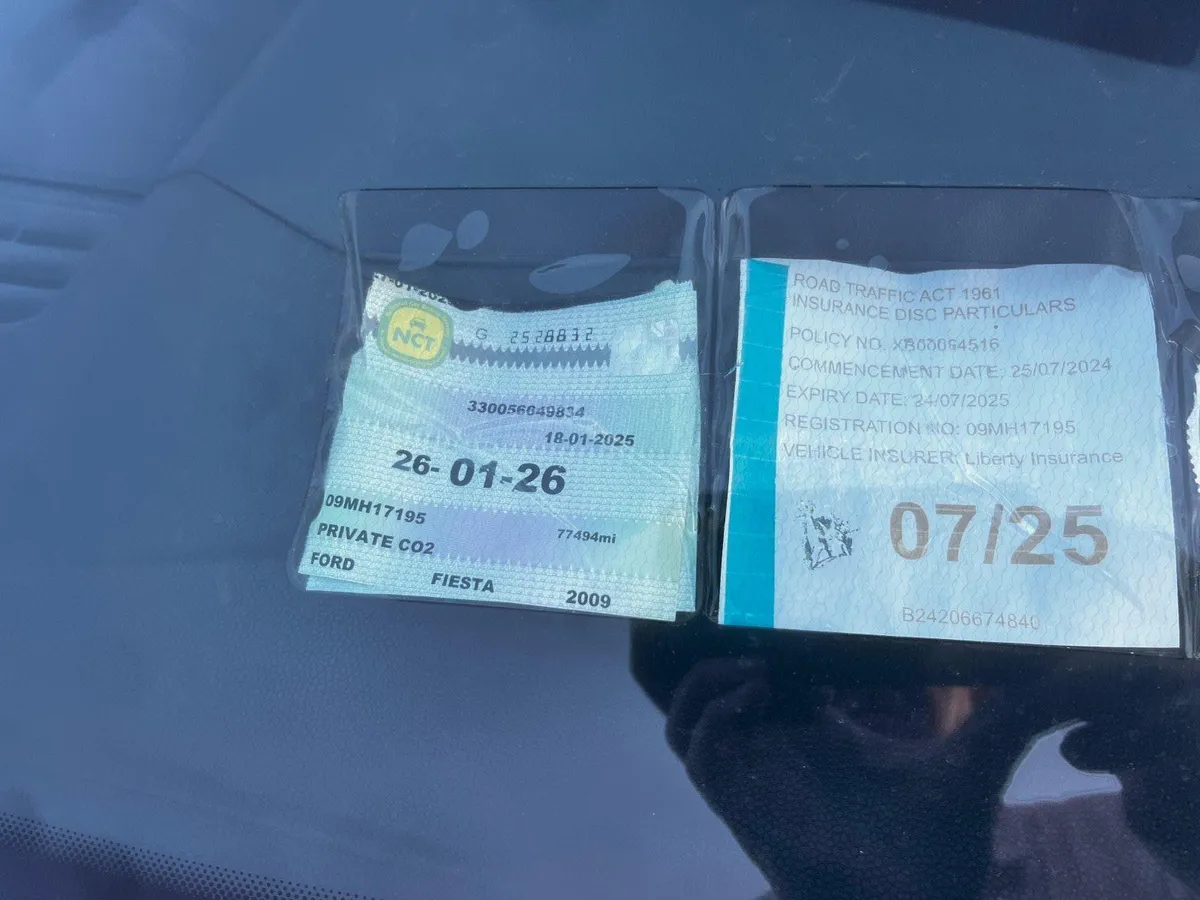 NCT
G 2528832
330056049834
18-01-2025
26-01-26
09MH17195
77494mi
PRIVATE CO2
FORD FIESTA 2009
ROAD TRAFFIC ACT 1961
INSURANCE DISC PARTICULARS
POLICY NO. XB00064516
COMMENCEMENT DATE: 25/07/2024
EXPIRY DATE: 24/07/2025
REGISTRATION NO: 09MH17195
VEHICLE INSURER: Liberty Insurance
07/25
B24206674840